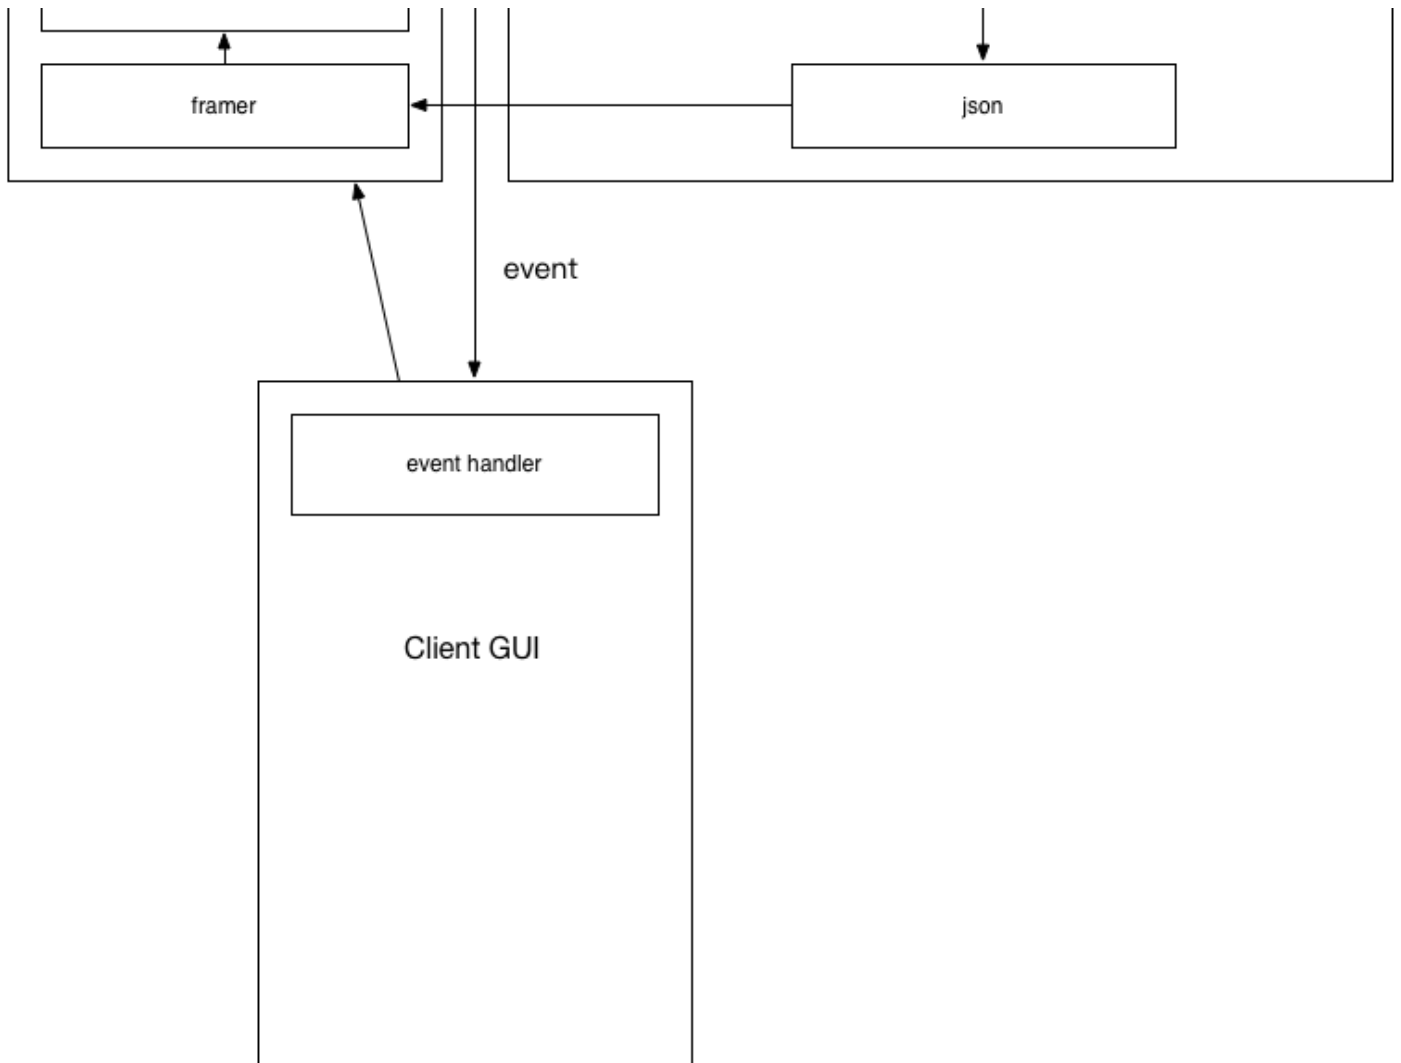 framer
json
event
event handler
Client GUI